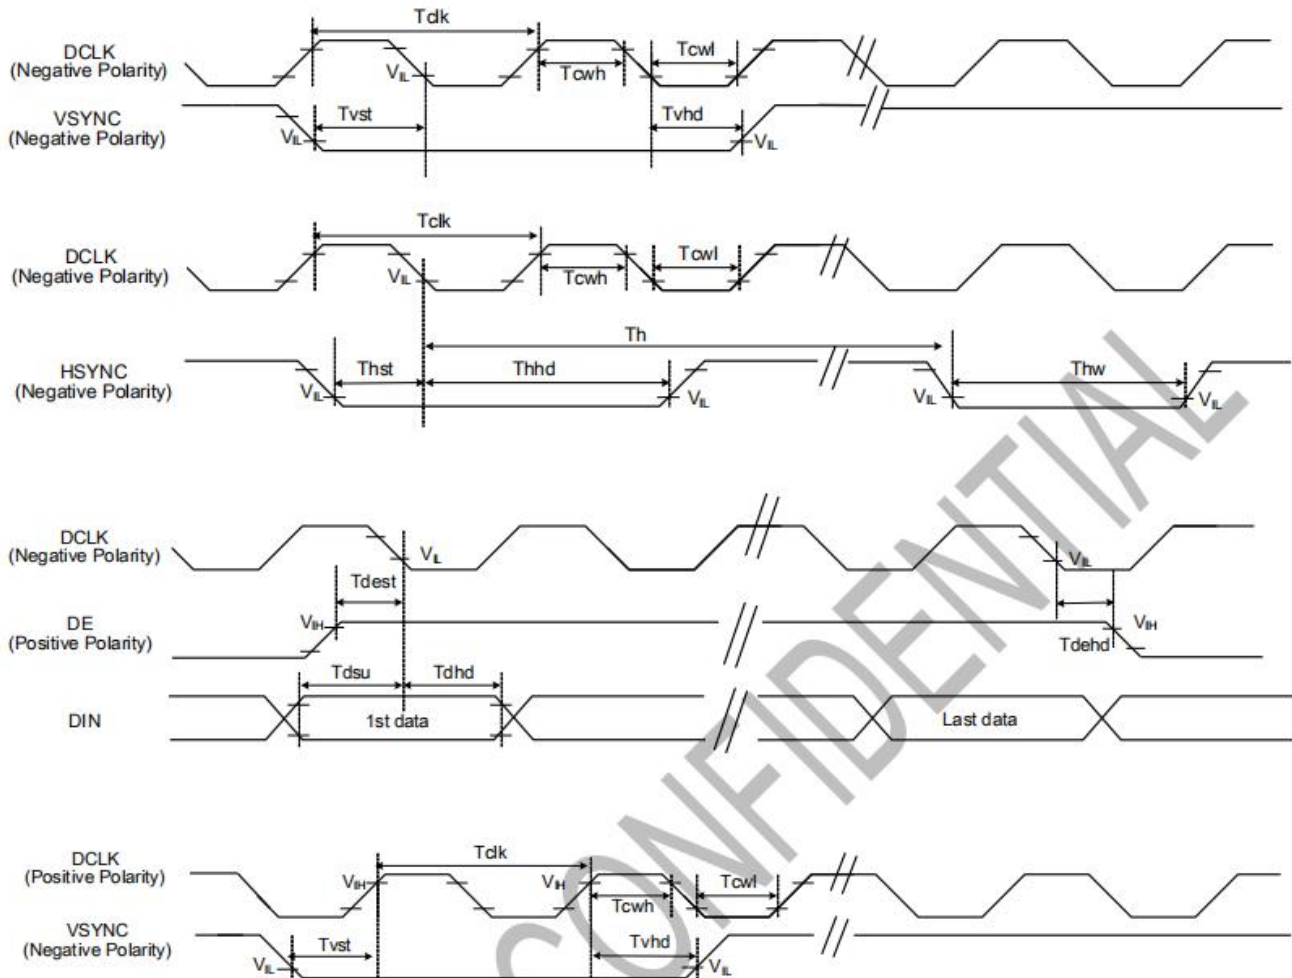 Tclk
DCLK
(Negative Polarity)
VIL
Tcwh
Tcwl
VSYNC
(Negative Polarity)
Tvst
Tvhd
VIL
VIL
Tclk
DCLK
(Negative Polarity)
VIL
Tcwh
Tcwl
Th
HSYNC
(Negative Polarity)
Thst
Thhd
Thw
VIL
VIL
VIL
VIL
DCLK
(Negative Polarity)
VIL
VIL
Tdest
DE
(Positive Polarity)
VIH
VIH
Tdehd
Tdsu
Tdhd
DIN
1st data
Last data
DCLK
(Positive Polarity)
Tclk
VIH
VIH
Tcwh
Tcwl
VSYNC
(Negative Polarity)
Tvst
Tvhd
VIL
VIL
CONFIDENTIAL